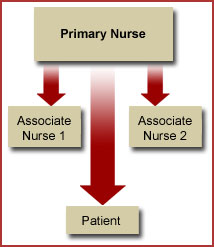 Primary Nurse
Associate
Nurse 1
Associate
Nurse 2
Patient